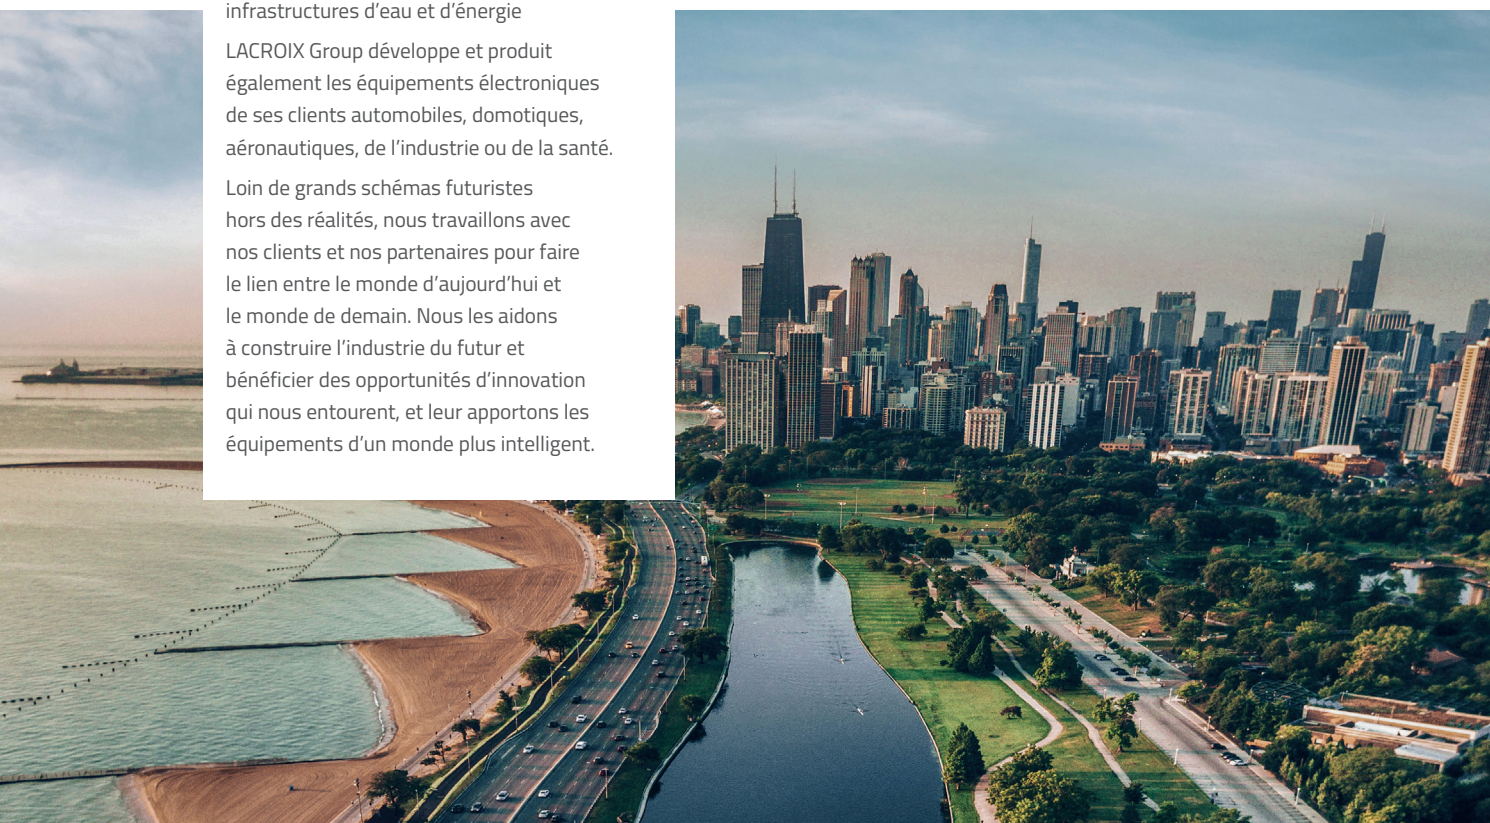 infrastructures d’eau et d’énergie
LACROIX Group développe et produit
également les équipements électroniques
de ses clients automobiles, domotiques,
aéronautiques, de l’industrie ou de la santé.
Loin de grands schémas futuristes
hors des réalités, nous travaillons avec
nos clients et nos partenaires pour faire
le lien entre le monde d’aujourd’hui et
le monde de demain. Nous les aidons
à construire l’industrie du futur et
bénéficier des opportunités d’innovation
qui nous entourent, et leur apportons les
équipements d’un monde plus intelligent.